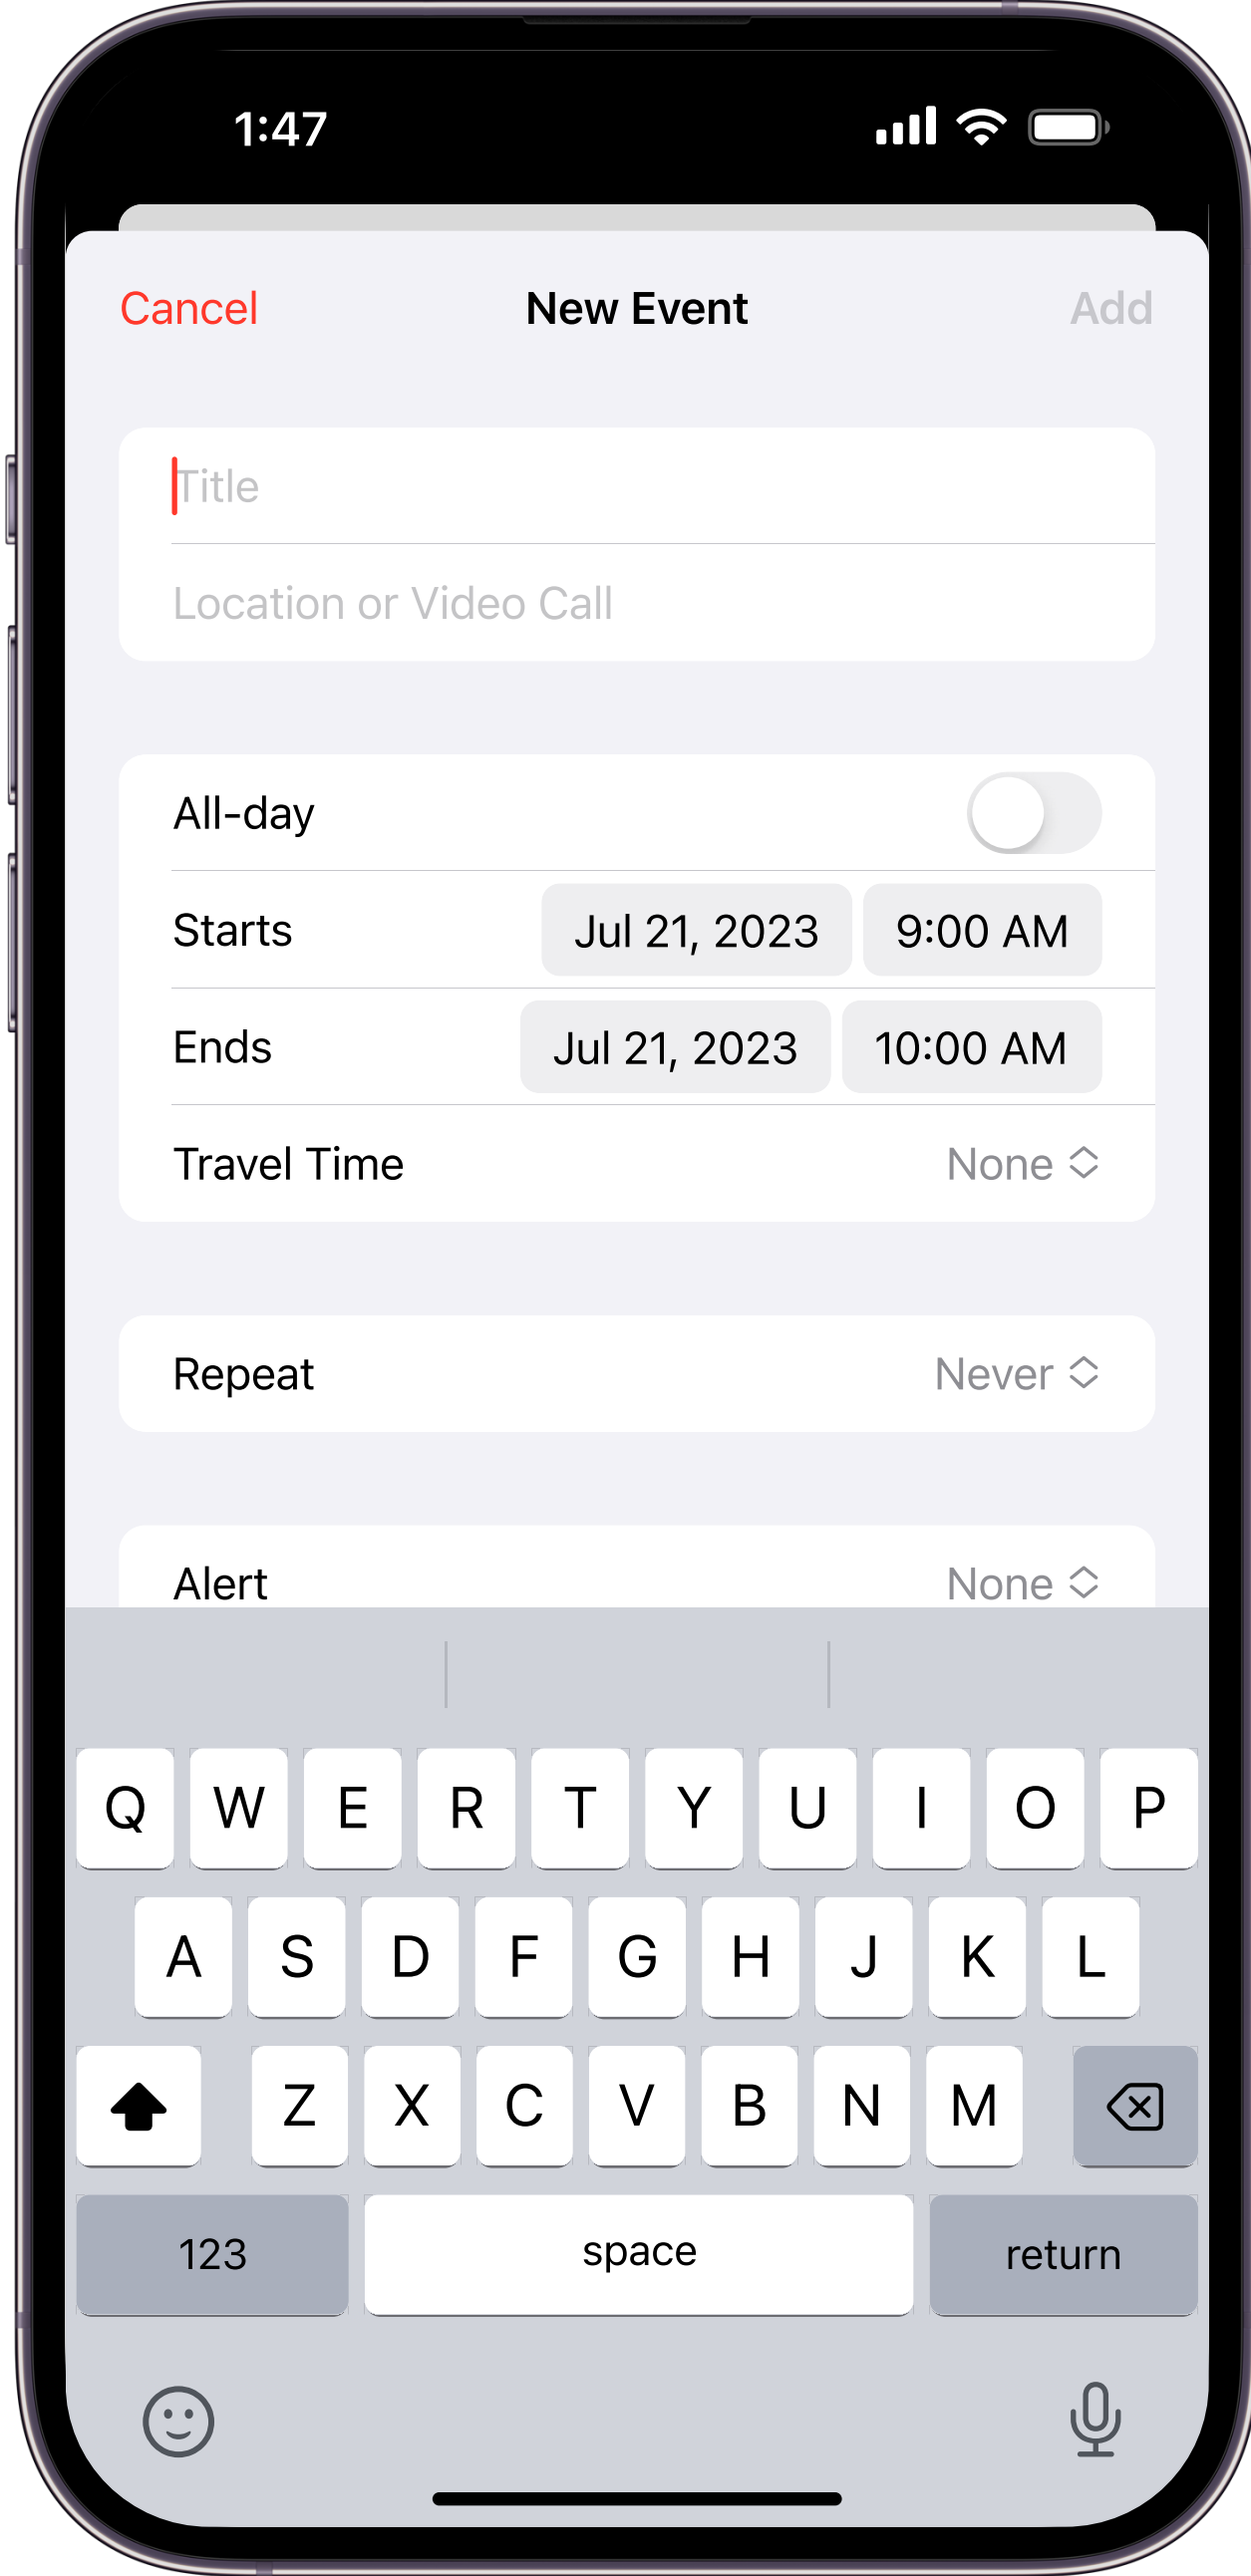 1:47
Cancel New Event Add
Title
Location or Video Call
All-day
Starts Jul 21, 2023 9:00 AM
Ends Jul 21, 2023 10:00 AM
Travel Time None
Repeat Never
Alert None
Q W E R T Y U I O P
A S D F G H J K L
Z X C V B N M
123 space return